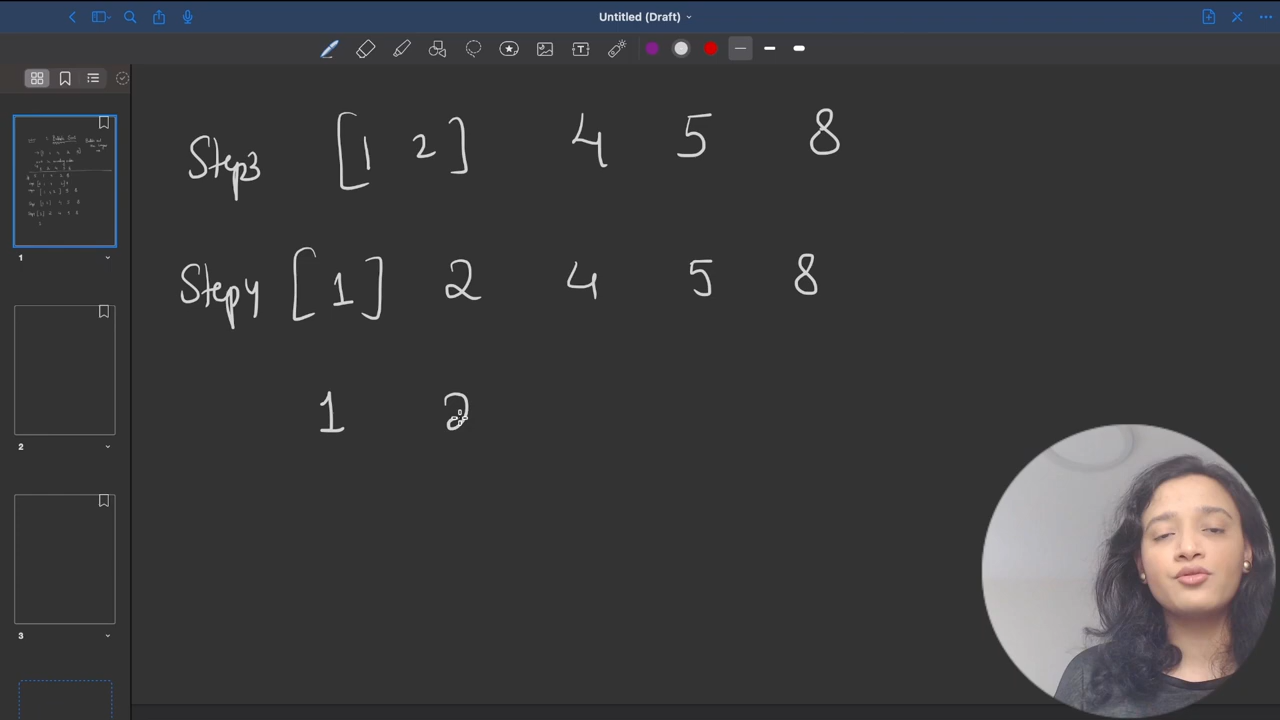 Untitled (Draft)
Step3 [1 2] 4 5 8
Step4 [1] 2 4 5 8
1 2
1
2
3